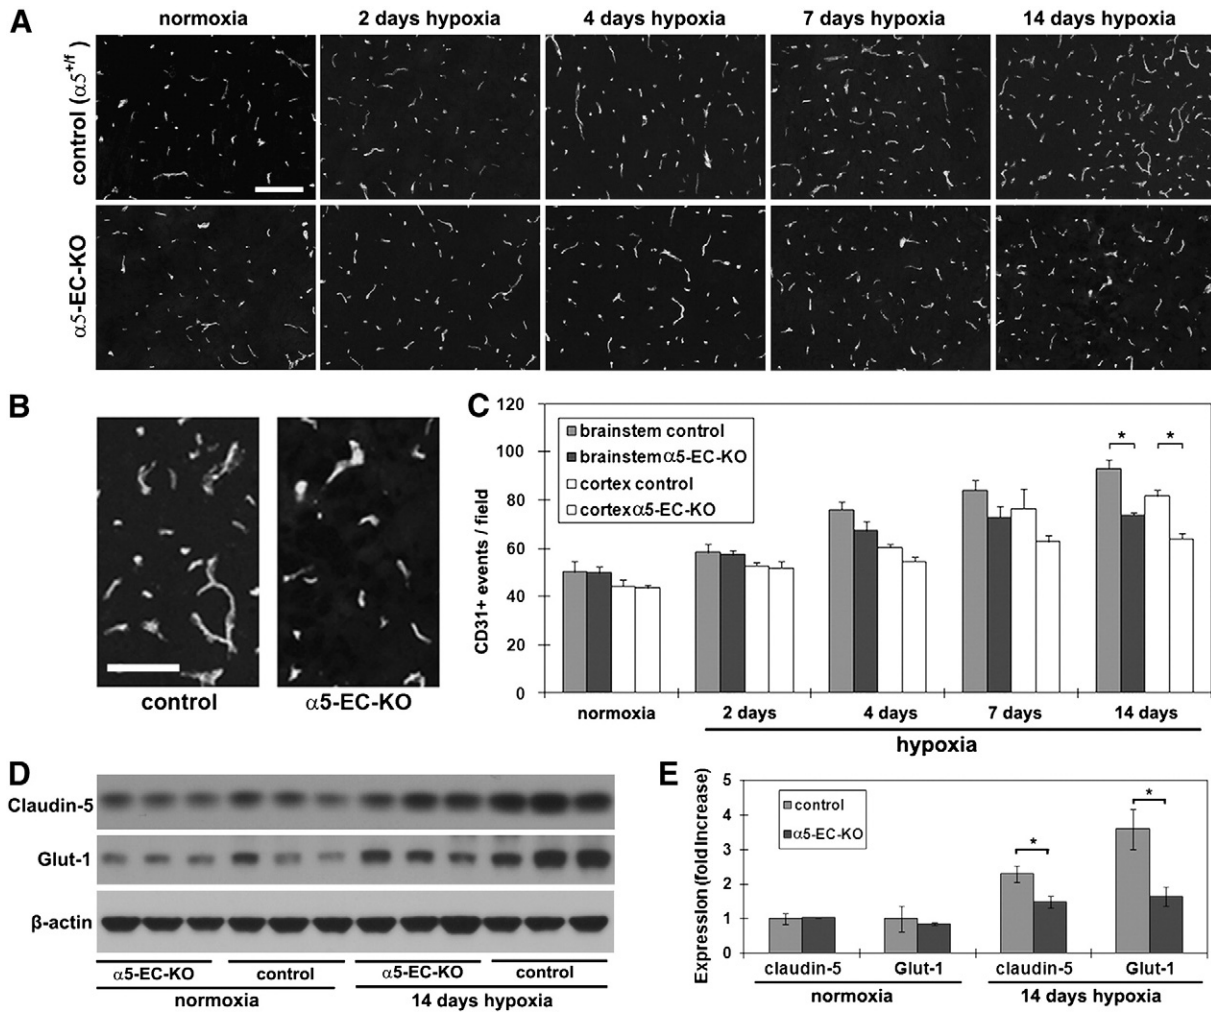 A
normoxia
2 days hypoxia
4 days hypoxia
7 days hypoxia
14 days hypoxia
control (α5+/f)
α5-EC-KO
B
control
α5-EC-KO
C
120
100
80
60
40
20
0
CD31+ events / field
brainstem control
brainstem α5-EC-KO
cortex control
cortex α5-EC-KO
*
*
normoxia
2 days
4 days
7 days
14 days
hypoxia
D
Claudin-5
Glut-1
β-actin
α5-EC-KO
control
α5-EC-KO
control
normoxia
14 days hypoxia
E
5
4
3
2
1
0
Expression (fold Increase)
control
α5-EC-KO
*
*
claudin-5
Glut-1
claudin-5
Glut-1
normoxia
14 days hypoxia